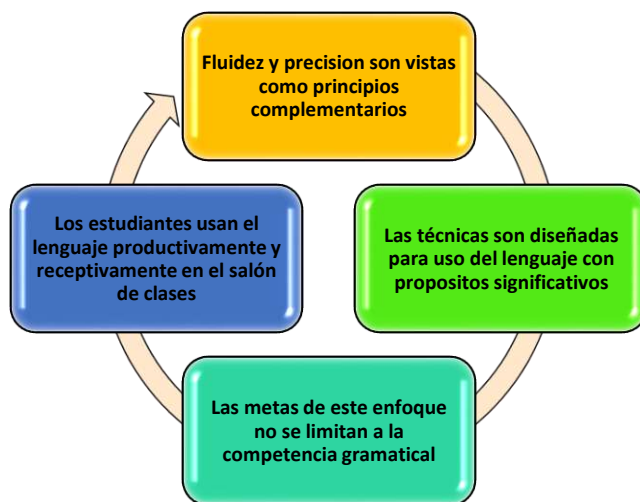 Fluidez y precision son vistas
como principios
complementarios
Las técnicas son diseñadas
para uso del lenguaje con
propositos significativos
Las metas de este enfoque
no se limitan a la
competencia gramatical
Los estudiantes usan el
lenguaje productivamente y
receptivamente en el salón
de clases